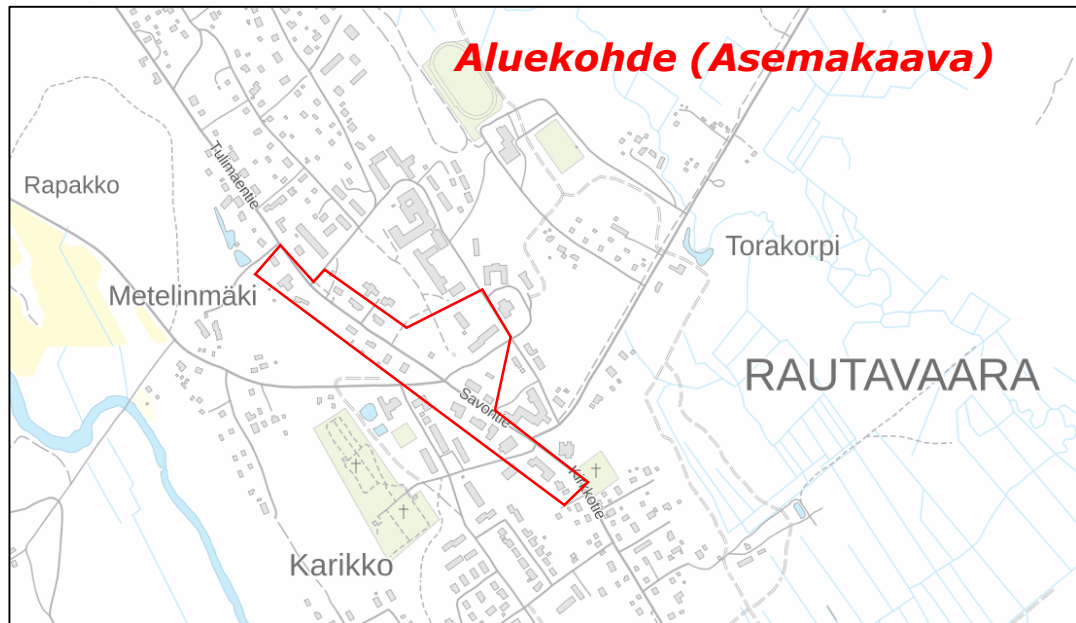 Aluekohde (Asemakaava)
Tulimäentie
Rapakko
Torakorpi
Metelinmäki
RAUTAVAARA
Savontie
Kirkkotie
Karikko